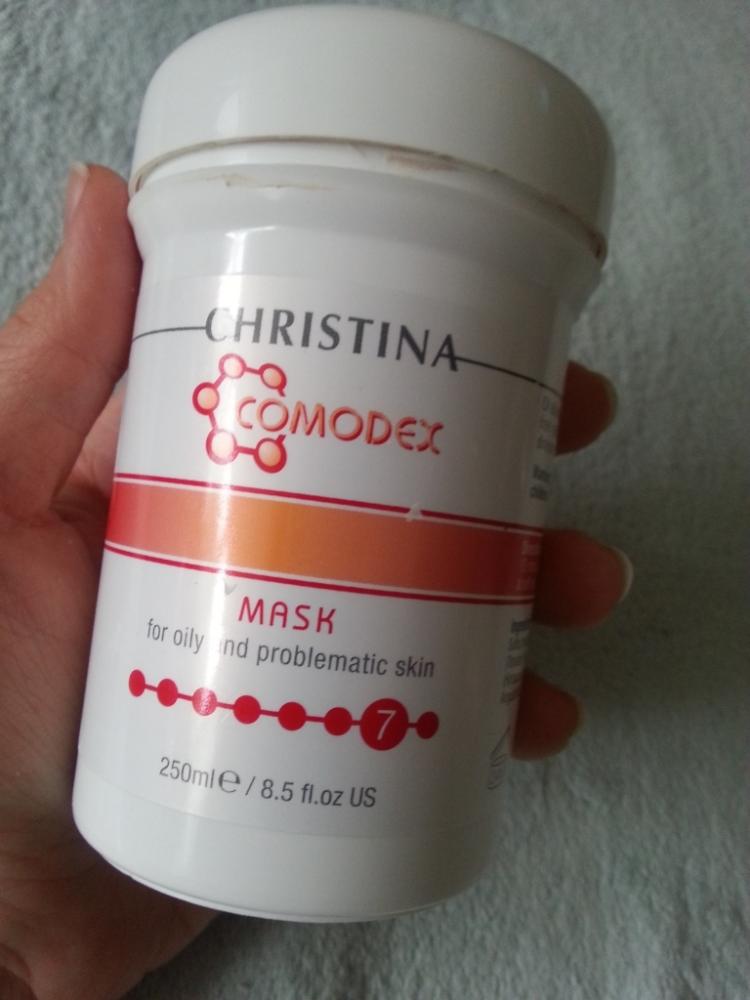 CHRISTINA
COMODEX
MASK
for oily and problematic skin
7
250ml e / 8.5 fl.oz US